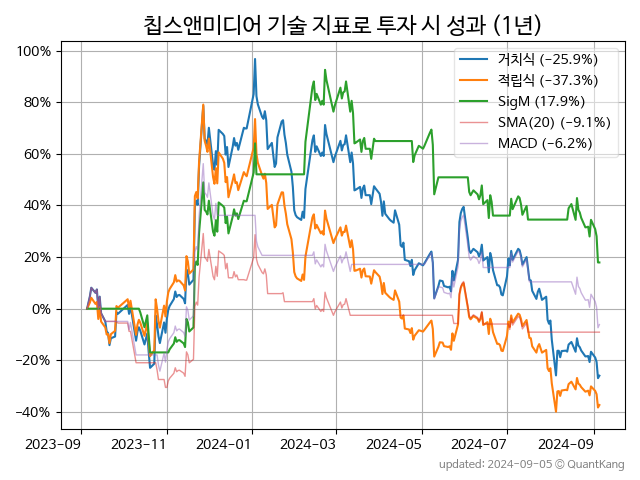 칩스앤미디어 기술 지표로 투자 시 성과 (1년)
100%
80%
60%
40%
20%
0%
−20%
−40%
거치식 (−25.9%)
적립식 (−37.3%)
SigM (17.9%)
SMA(20) (−9.1%)
MACD (−6.2%)
2023-09
2023-11
2024-01
2024-03
2024-05
2024-07
2024-09
updated: 2024-09-05 © QuantKang